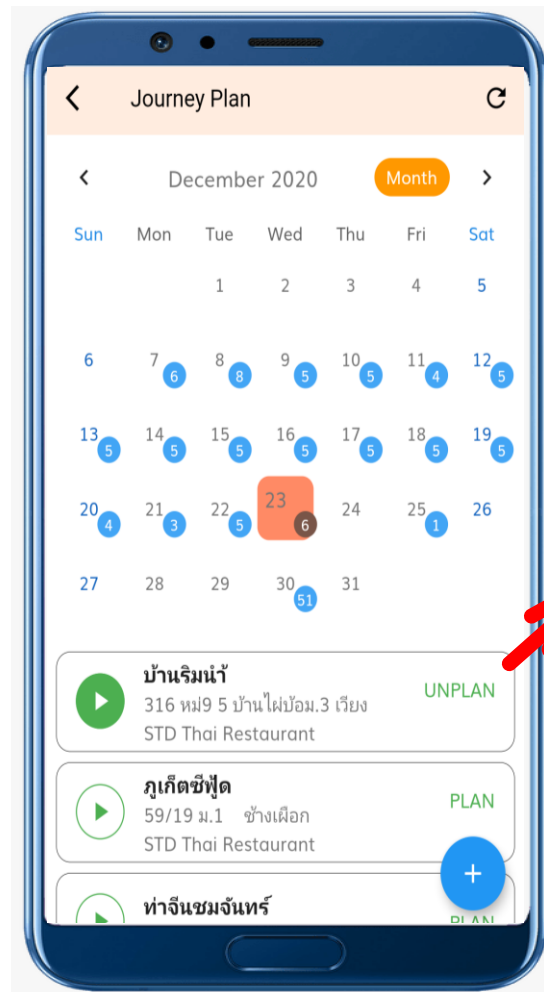 Journey Plan
December 2020 Month
Sun Mon Tue Wed Thu Fri Sat
1 2 3 4 5
6 7 6 8 8 9 5 10 5 11 4 12 5
13 5 14 5 15 5 16 5 17 5 18 5 19 5
20 4 21 3 22 5 23 6 24 25 1 26
27 28 29 30 51 31
บ้านริมนำ้
316 หม่9 5 บ้านไผ่บ้อม.3 เวียง
UNPLAN
STD Thai Restaurant
ภูเก็ตซีฟู้ด
59/19 ม.1 ช้างเผือก
PLAN
STD Thai Restaurant
+
ท่าจีนชมจันทร์
PLAN